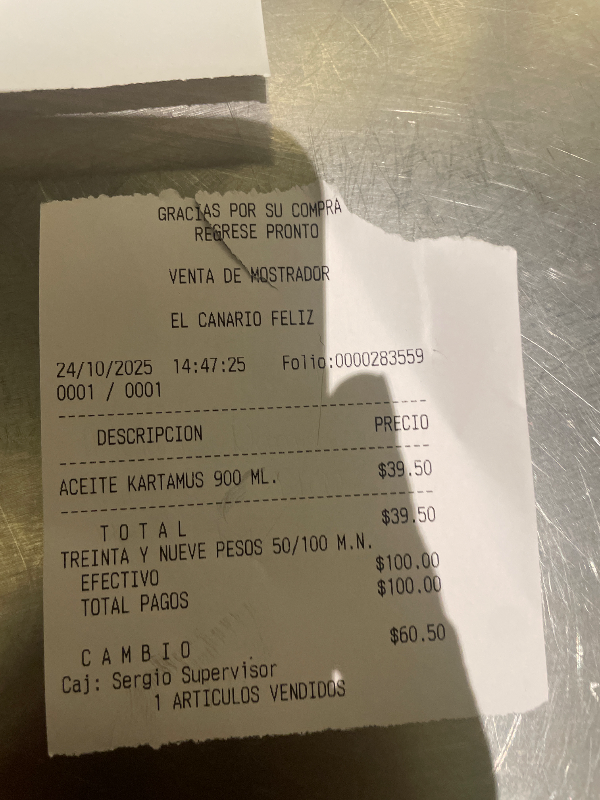 GRACIAS POR SU COMPRA
REGRESE PRONTO
VENTA DE MOSTRADOR
EL CANARIO FELIZ
24/10/2025 14:47:25 Folio:0000283559
0001 / 0001
--------------------------------------
DESCRIPCION PRECIO
--------------------------------------
ACEITE KARTAMUS 900 ML. $39.50
--------------------------------------
T O T A L $39.50
TREINTA Y NUEVE PESOS 50/100 M.N.
EFECTIVO $100.00
TOTAL PAGOS $100.00
C A M B I O $60.50
Caj: Sergio Supervisor
1 ARTICULOS VENDIDOS